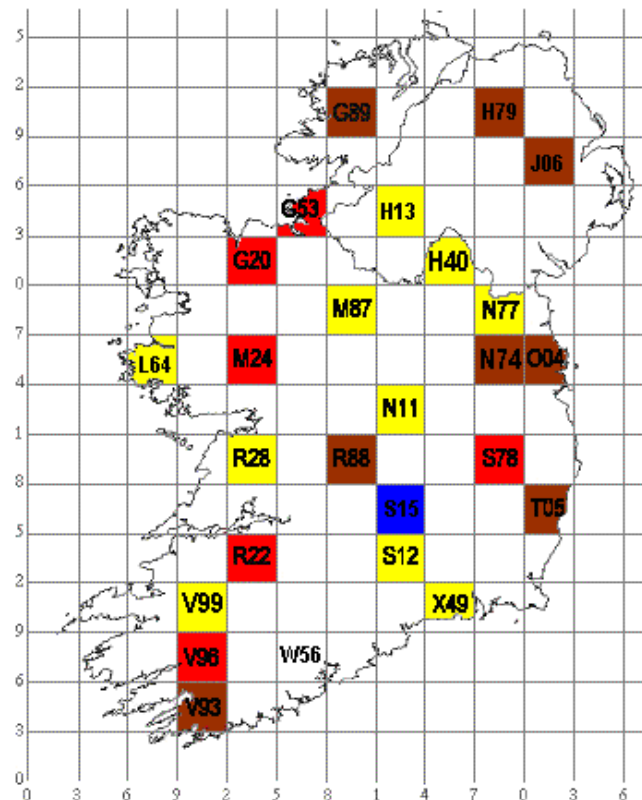 5
2
G89 H79
9
J06
6
G53 H13
3
G20 H40
0
M87 N77
7
L64 M24 N74 O04
4
N11
1
R28 R88 S78
8
S15 T05
5
R22 S12
2
V99 X49
9
V96 W56
6
V93
3
0
0 3 6 9 2 5 8 1 4 7 0 3 6